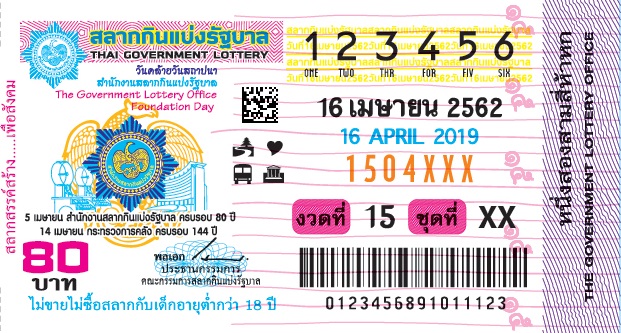 สลากกินแบ่งรัฐบาล
THAI GOVERNMENT LOTTERY
วันคล้ายวันสถาปนา
สำนักงานสลากกินแบ่งรัฐบาล
The Government Lottery Office
Foundation Day
5 เมษายน สำนักงานสลากกินแบ่งรัฐบาล ครบรอบ 80 ปี
14 เมษายน กระทรวงการคลัง ครบรอบ 144 ปี
80
บาท
พลเอก
ประธานกรรมการ
คณะกรรมการสลากกินแบ่งรัฐบาล
ไม่ขายไม่ซื้อสลากกับเด็กอายุต่ำกว่า 18 ปี
สลากสรรค์สร้าง.....เพื่อสังคม
1 2 3 4 5 6
ONE TWO THR FOR FIV SIX
16 เมษายน 2562
16 APRIL 2019
1504XXX
งวดที่ 15 ชุดที่ XX
0123456891011123
หนึ่งสองสามสี่ห้าหก
THE GOVERNMENT LOTTERY OFFICE